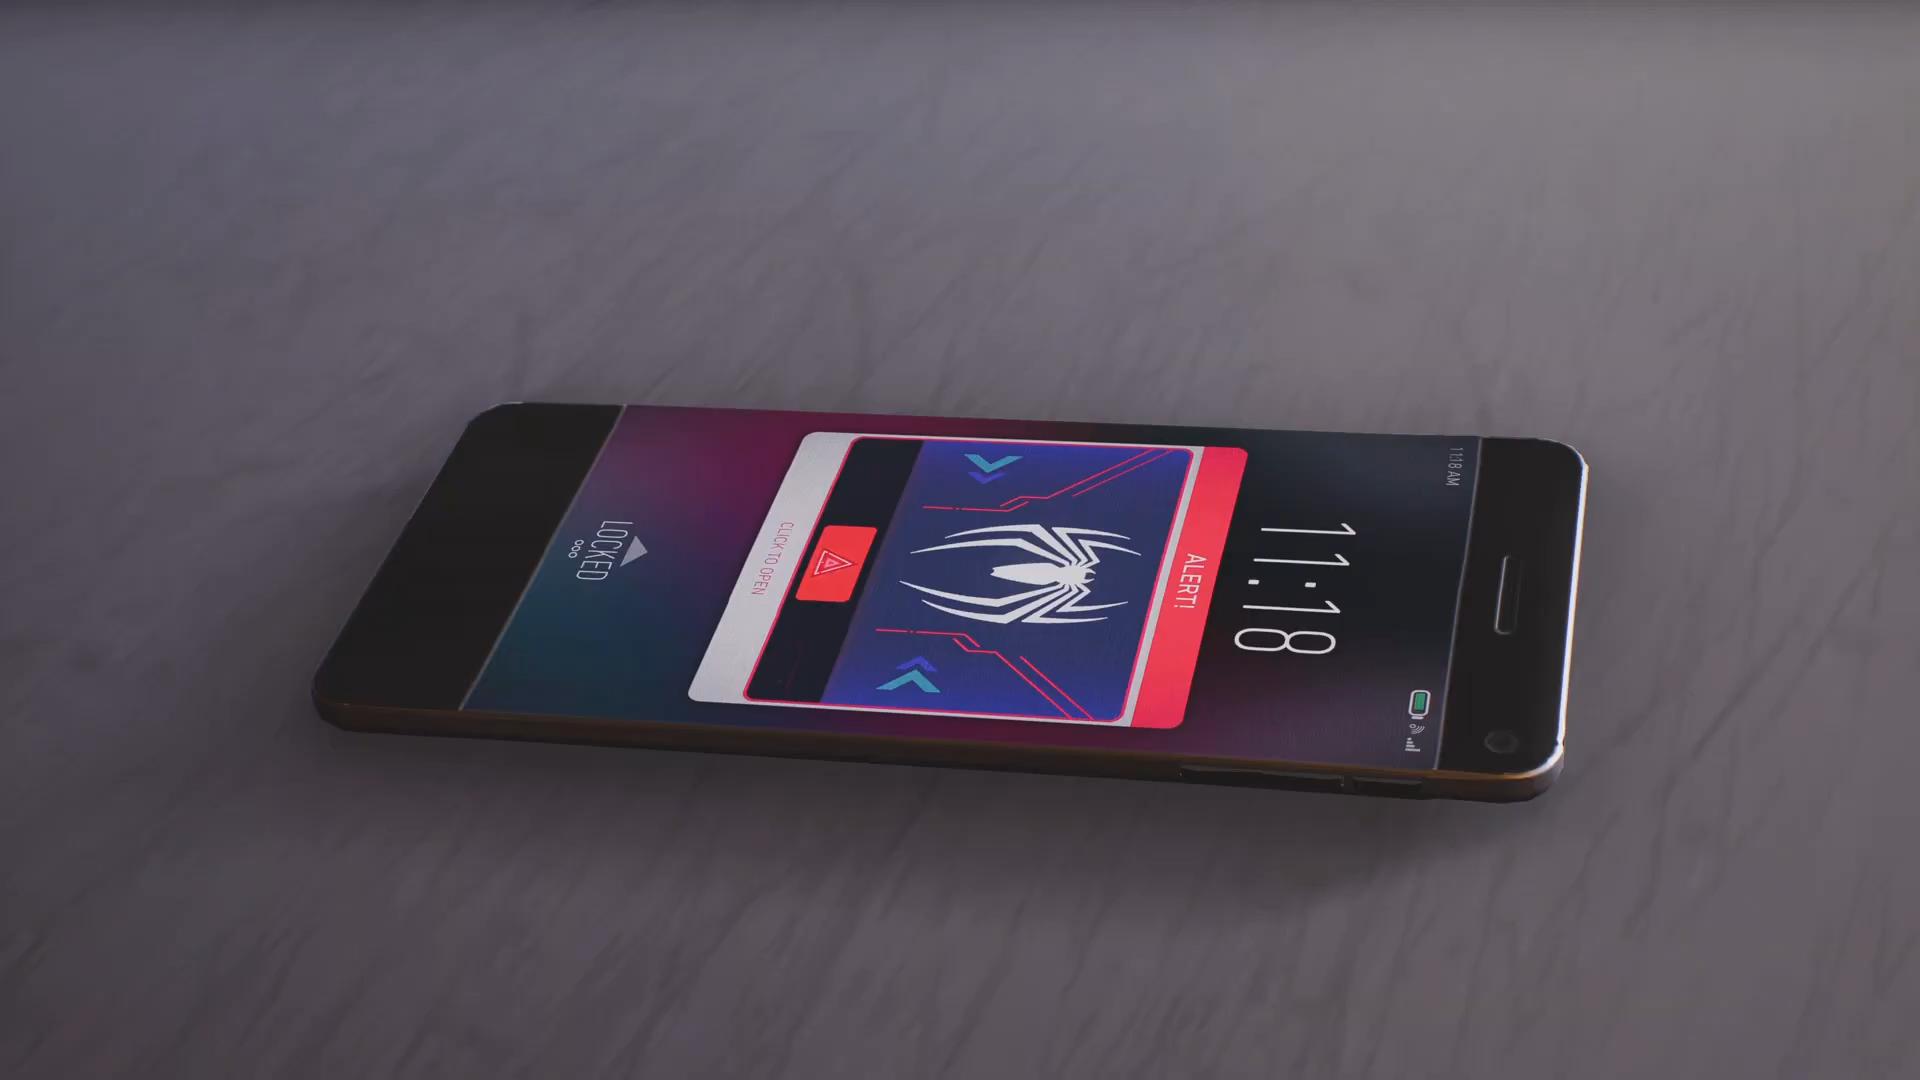 11:18 AM
11:18
ALERT!
CLICK TO OPEN
LOCKED